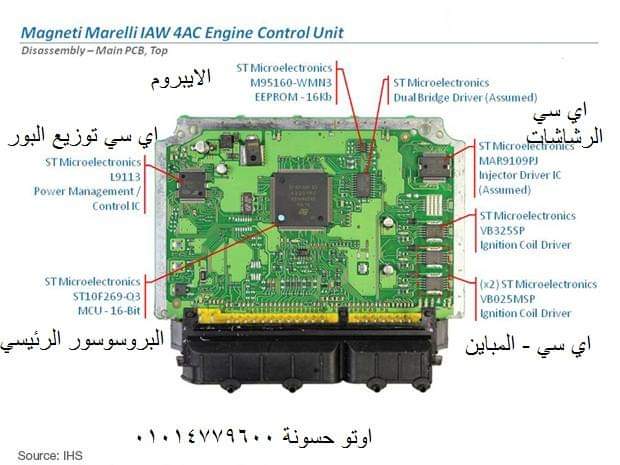 Magneti Marelli IAW 4AC Engine Control Unit
Disassembly – Main PCB, Top
الايبروم
ST Microelectronics
M95160-WMN3
EEPROM - 16Kb
ST Microelectronics
Dual Bridge Driver (Assumed)
اي سي
الرشاشات
اي سي توزيع البور
ST Microelectronics
L9113
Power Management /
Control IC
ST Microelectronics
MAR9109PJ
Injector Driver IC
(Assumed)
ST Microelectronics
VB325SP
Ignition Coil Driver
ST Microelectronics
ST10F269-Q3
MCU - 16-Bit
(x2) ST Microelectronics
VB025MSP
Ignition Coil Driver
البروسوسور الرئيسي
اي سي - المباين
اوتو حسونة ٠١٠١٤٧٧٩٦٠٠
Source: IHS